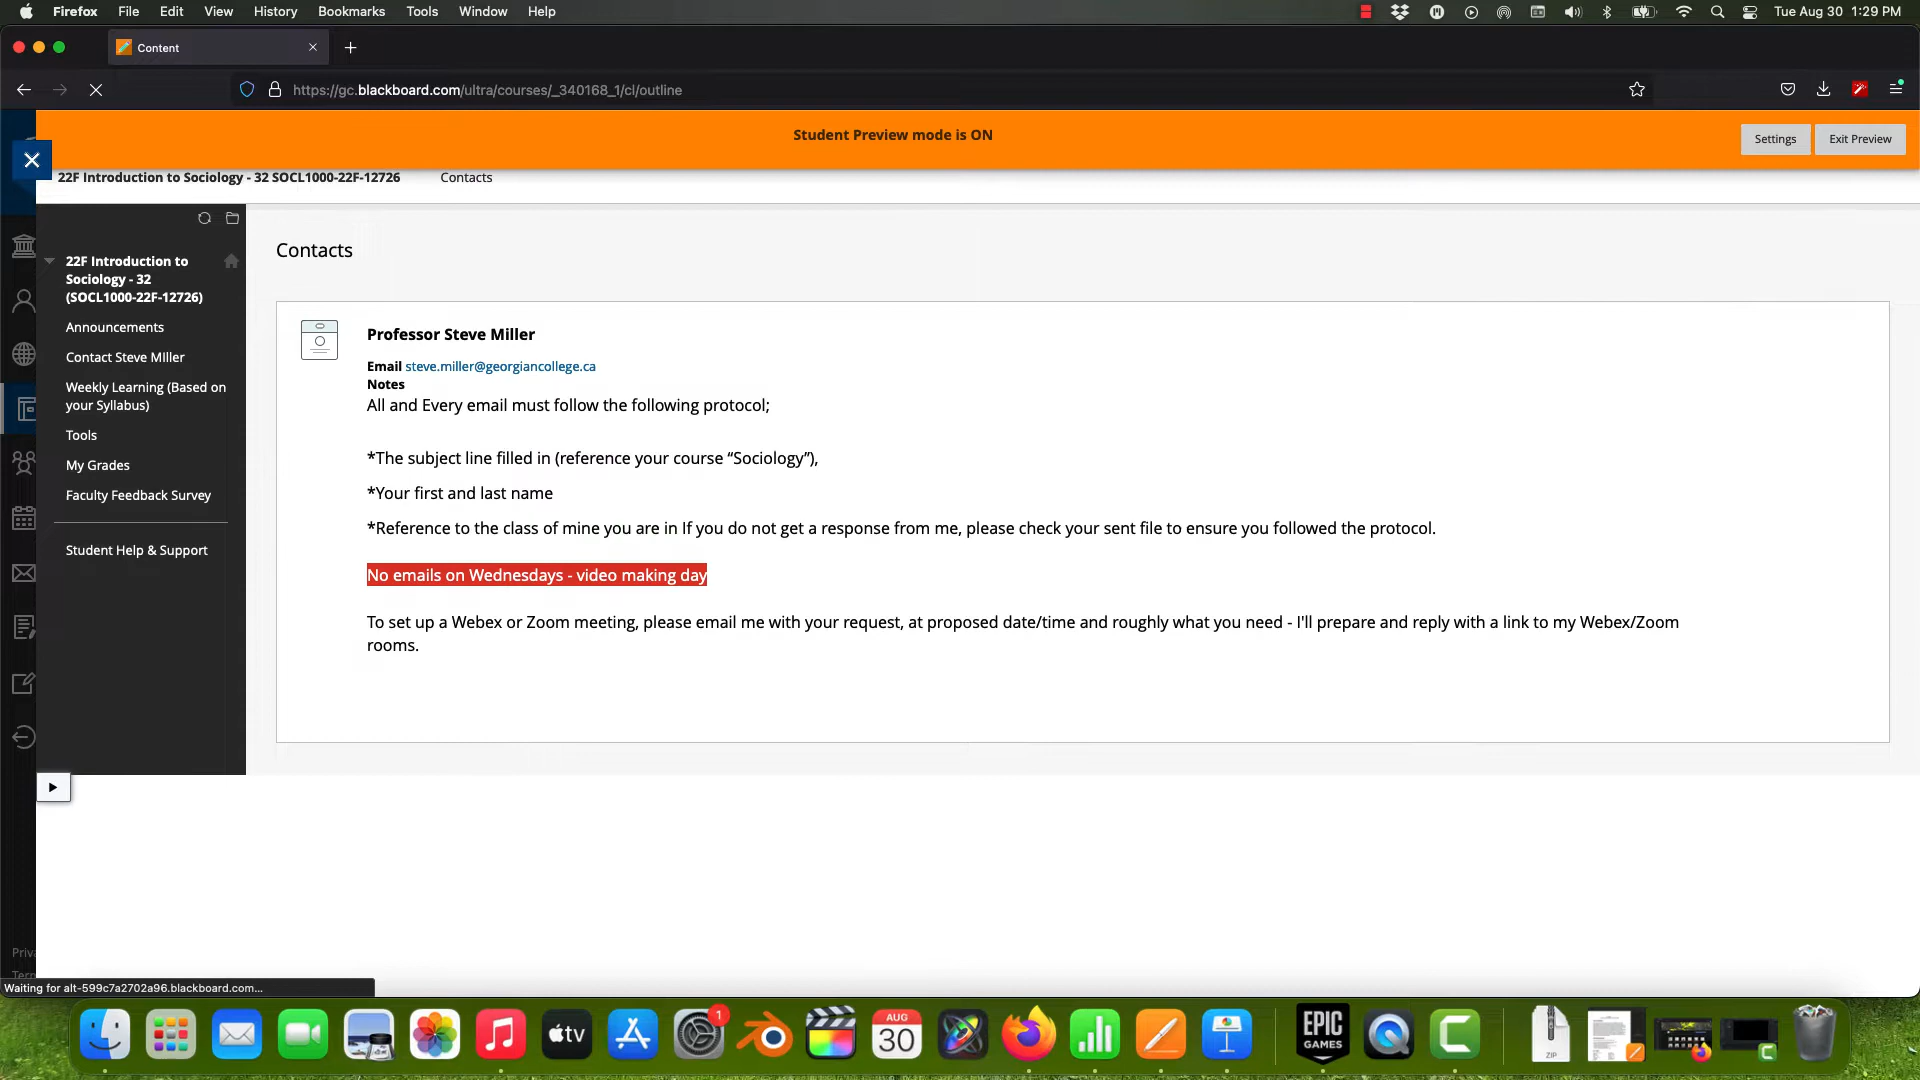 Firefox File Edit View History Bookmarks Tools Window Help
Tue Aug 30 1:29 PM
Content
https://gc.blackboard.com/ultra/courses/_340168_1/cl/outline
Student Preview mode is ON
Settings
Exit Preview
22F Introduction to Sociology - 32 SOCL1000-22F-12726
Contacts
22F Introduction to
Sociology - 32
(SOCL1000-22F-12726)
Announcements
Contact Steve MIller
Weekly Learning (Based on
your Syllabus)
Tools
My Grades
Faculty Feedback Survey
Student Help & Support
Contacts
Professor Steve Miller
Email steve.miller@georgiancollege.ca
Notes
All and Every email must follow the following protocol;
*The subject line filled in (reference your course “Sociology”),
*Your first and last name
*Reference to the class of mine you are in If you do not get a response from me, please check your sent file to ensure you followed the protocol.
No emails on Wednesdays - video making day
To set up a Webex or Zoom meeting, please email me with your request, at proposed date/time and roughly what you need - I'll prepare and reply with a link to my Webex/Zoom
rooms.
Priva
Term
Waiting for alt-599c7a2702a96.blackboard.com...
tv
1
AUG
30
EPIC
GAMES
ZIP